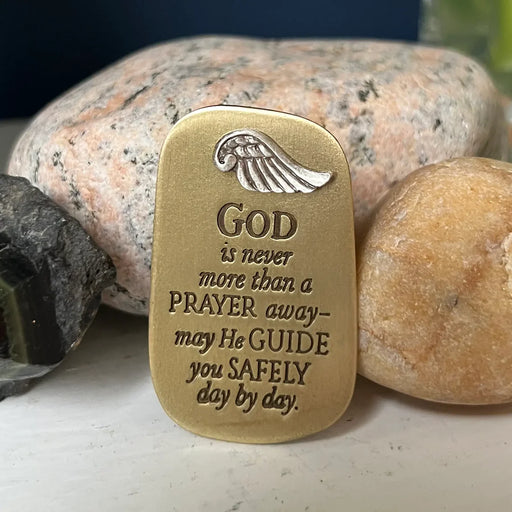 GOD
is never
more than a
PRAYER away–
may He GUIDE
you SAFELY
day by day.